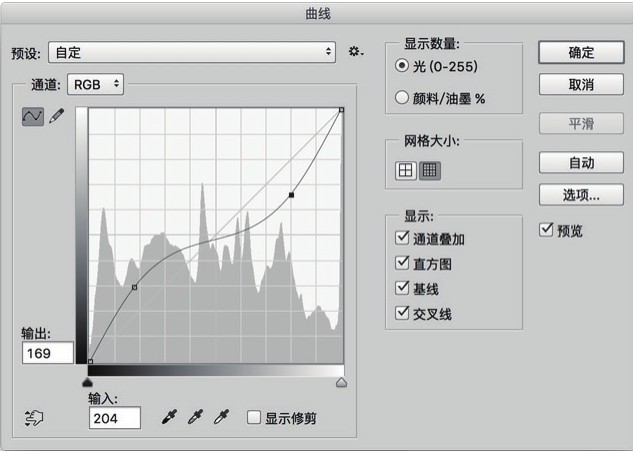 曲线
预设: 自定
通道: RGB
输出:
169
输入:
204
显示修剪
显示数量:
光 (0-255)
颜料/油墨 %
网格大小:
显示:
通道叠加
直方图
基线
交叉线
确定
取消
平滑
自动
选项...
预览